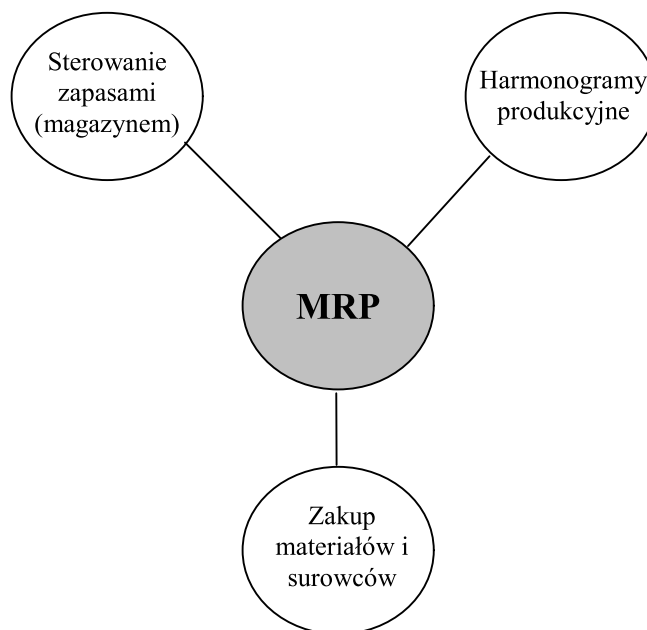 Sterowanie
zapasami
(magazynem)
Harmonogramy
produkcyjne
MRP
Zakup
materiałów i
surowców